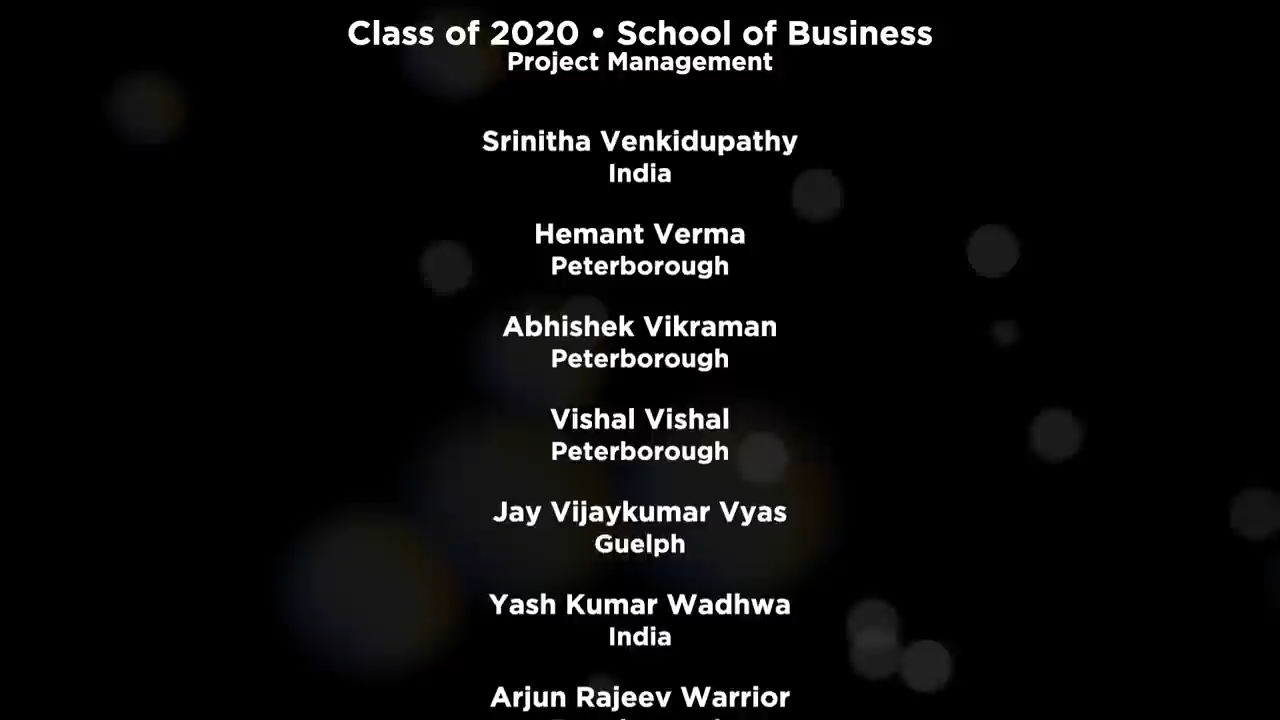 Class of 2020 • School of Business
Project Management
Srinitha Venkidupathy
India
Hemant Verma
Peterborough
Abhishek Vikraman
Peterborough
Vishal Vishal
Peterborough
Jay Vijaykumar Vyas
Guelph
Yash Kumar Wadhwa
India
Arjun Rajeev Warrior